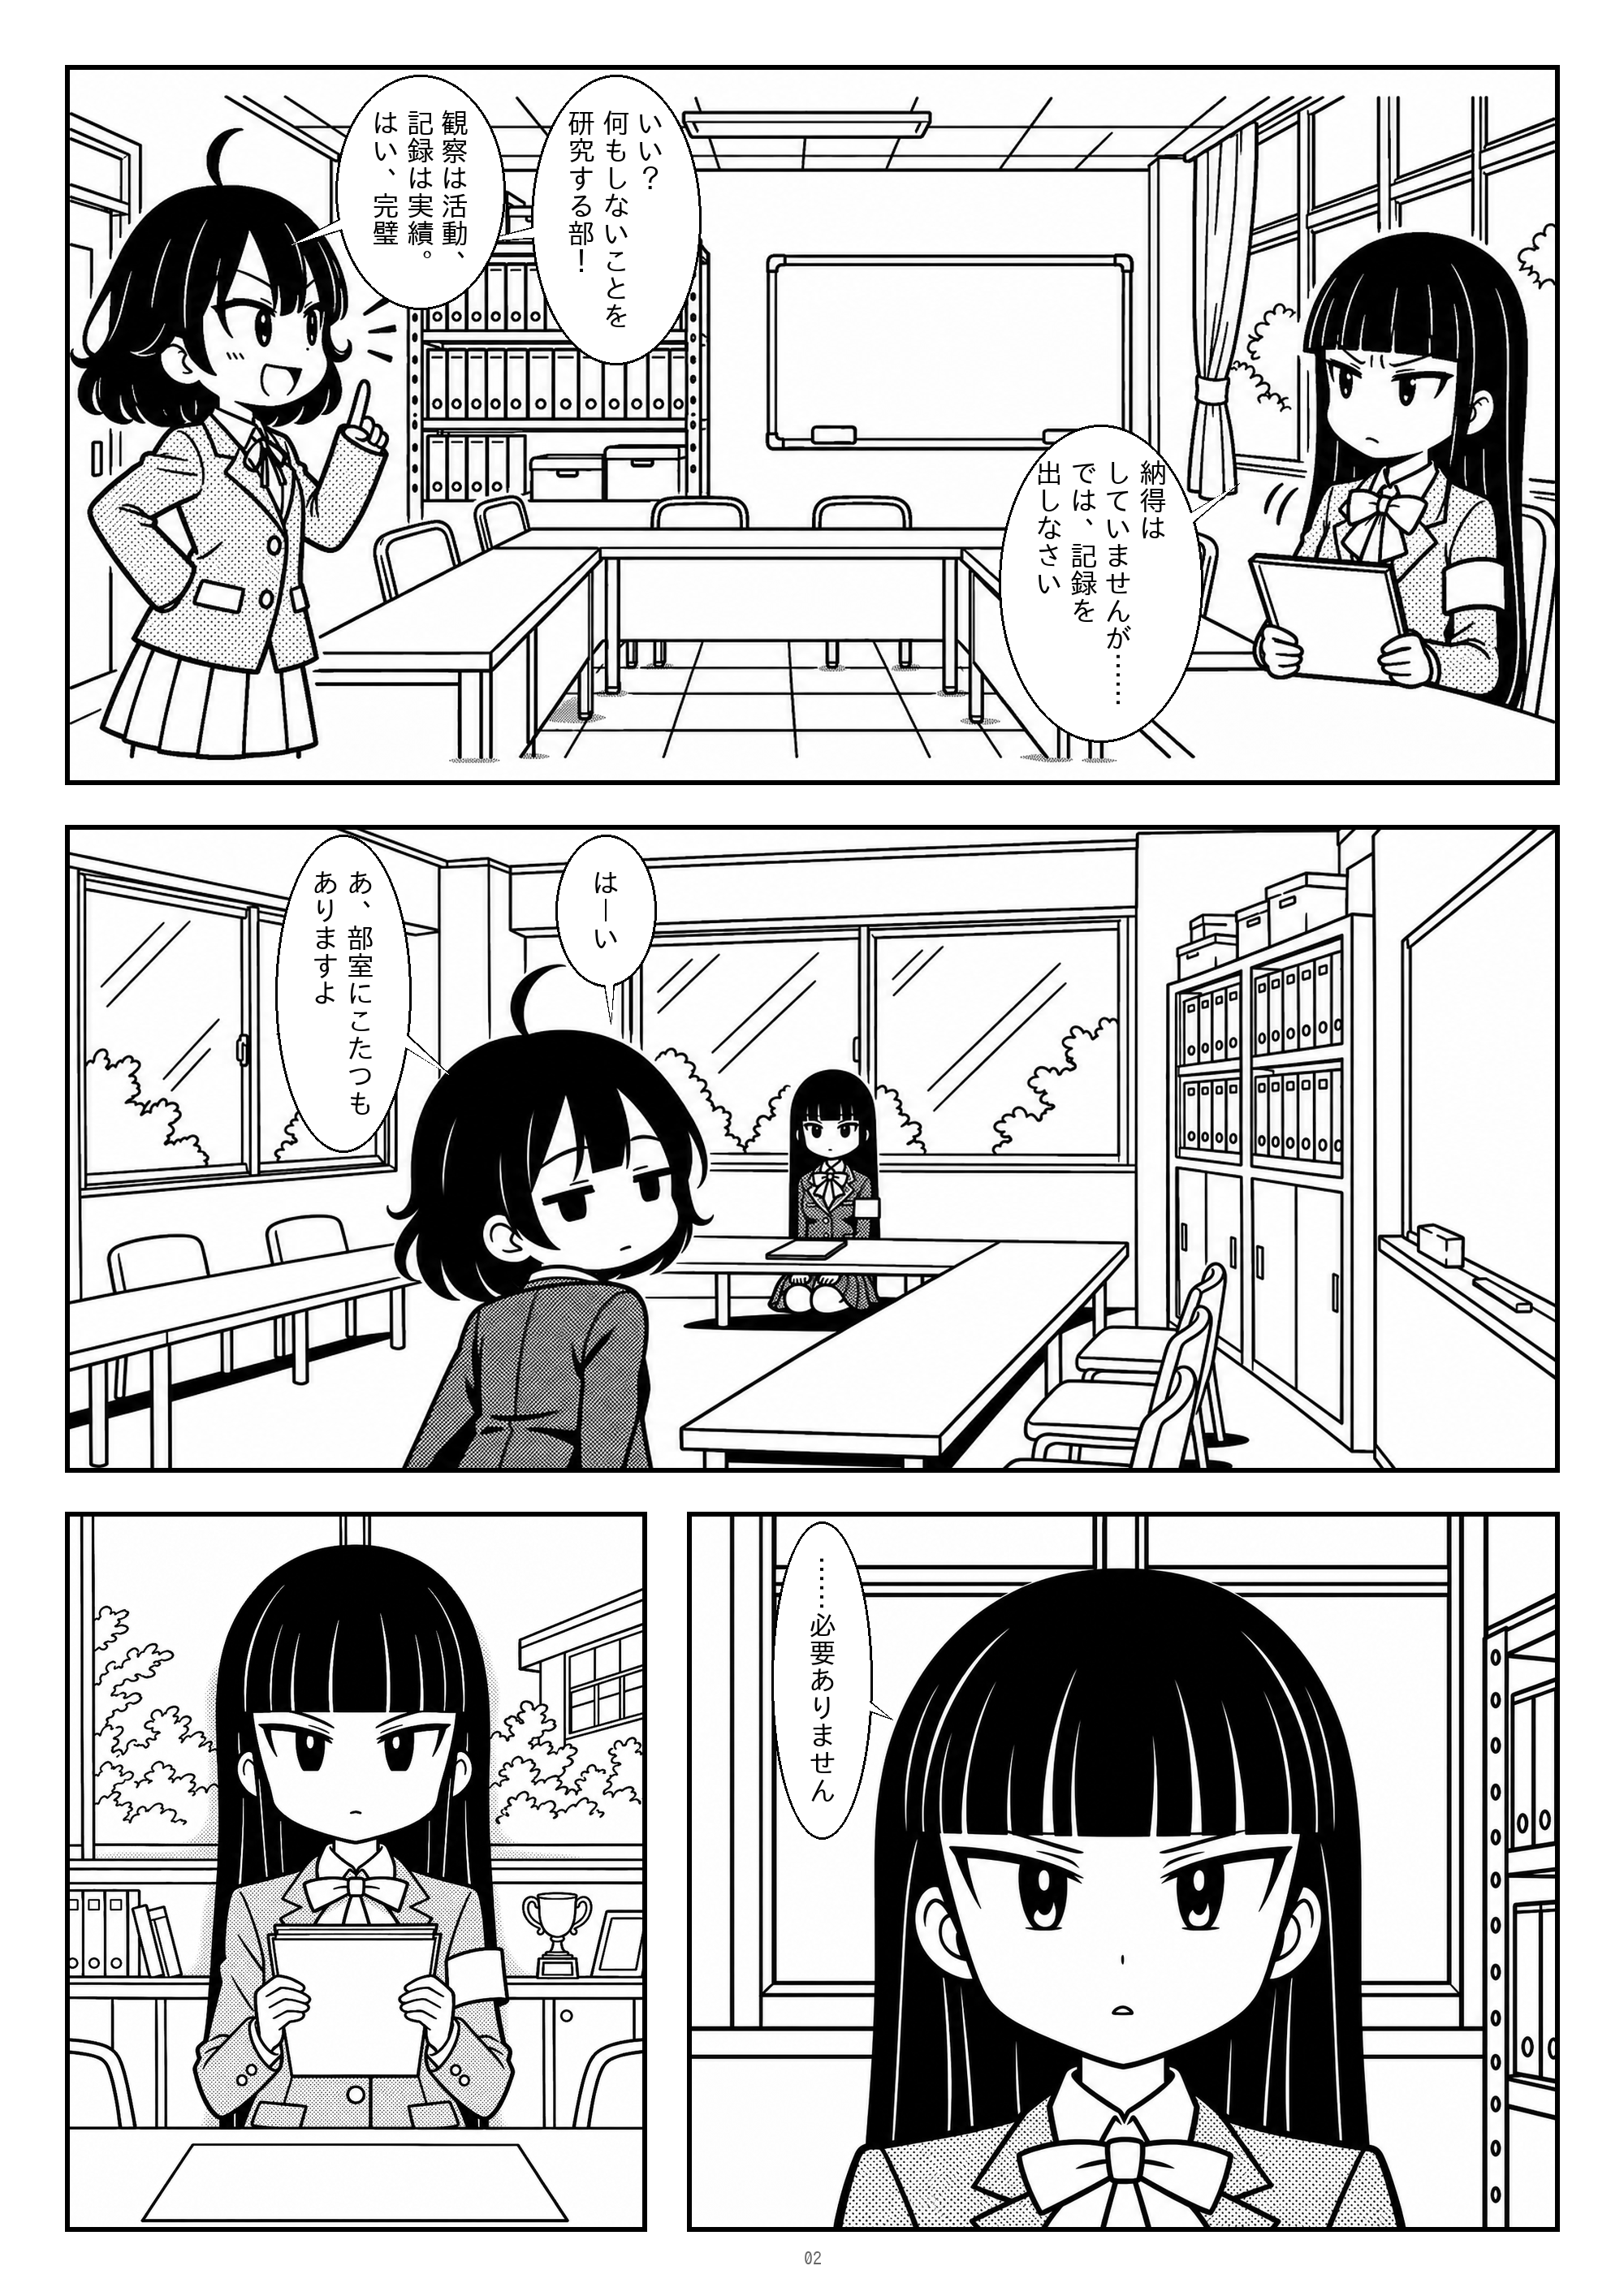 いい？
何もしないことを
研究する部！
観察は活動、
記録は実績。
はい、完璧
納得は
していませんが……
では、記録を
出しなさい
はーい
あ、部室にこたつも
ありますよ
……必要ありません
02